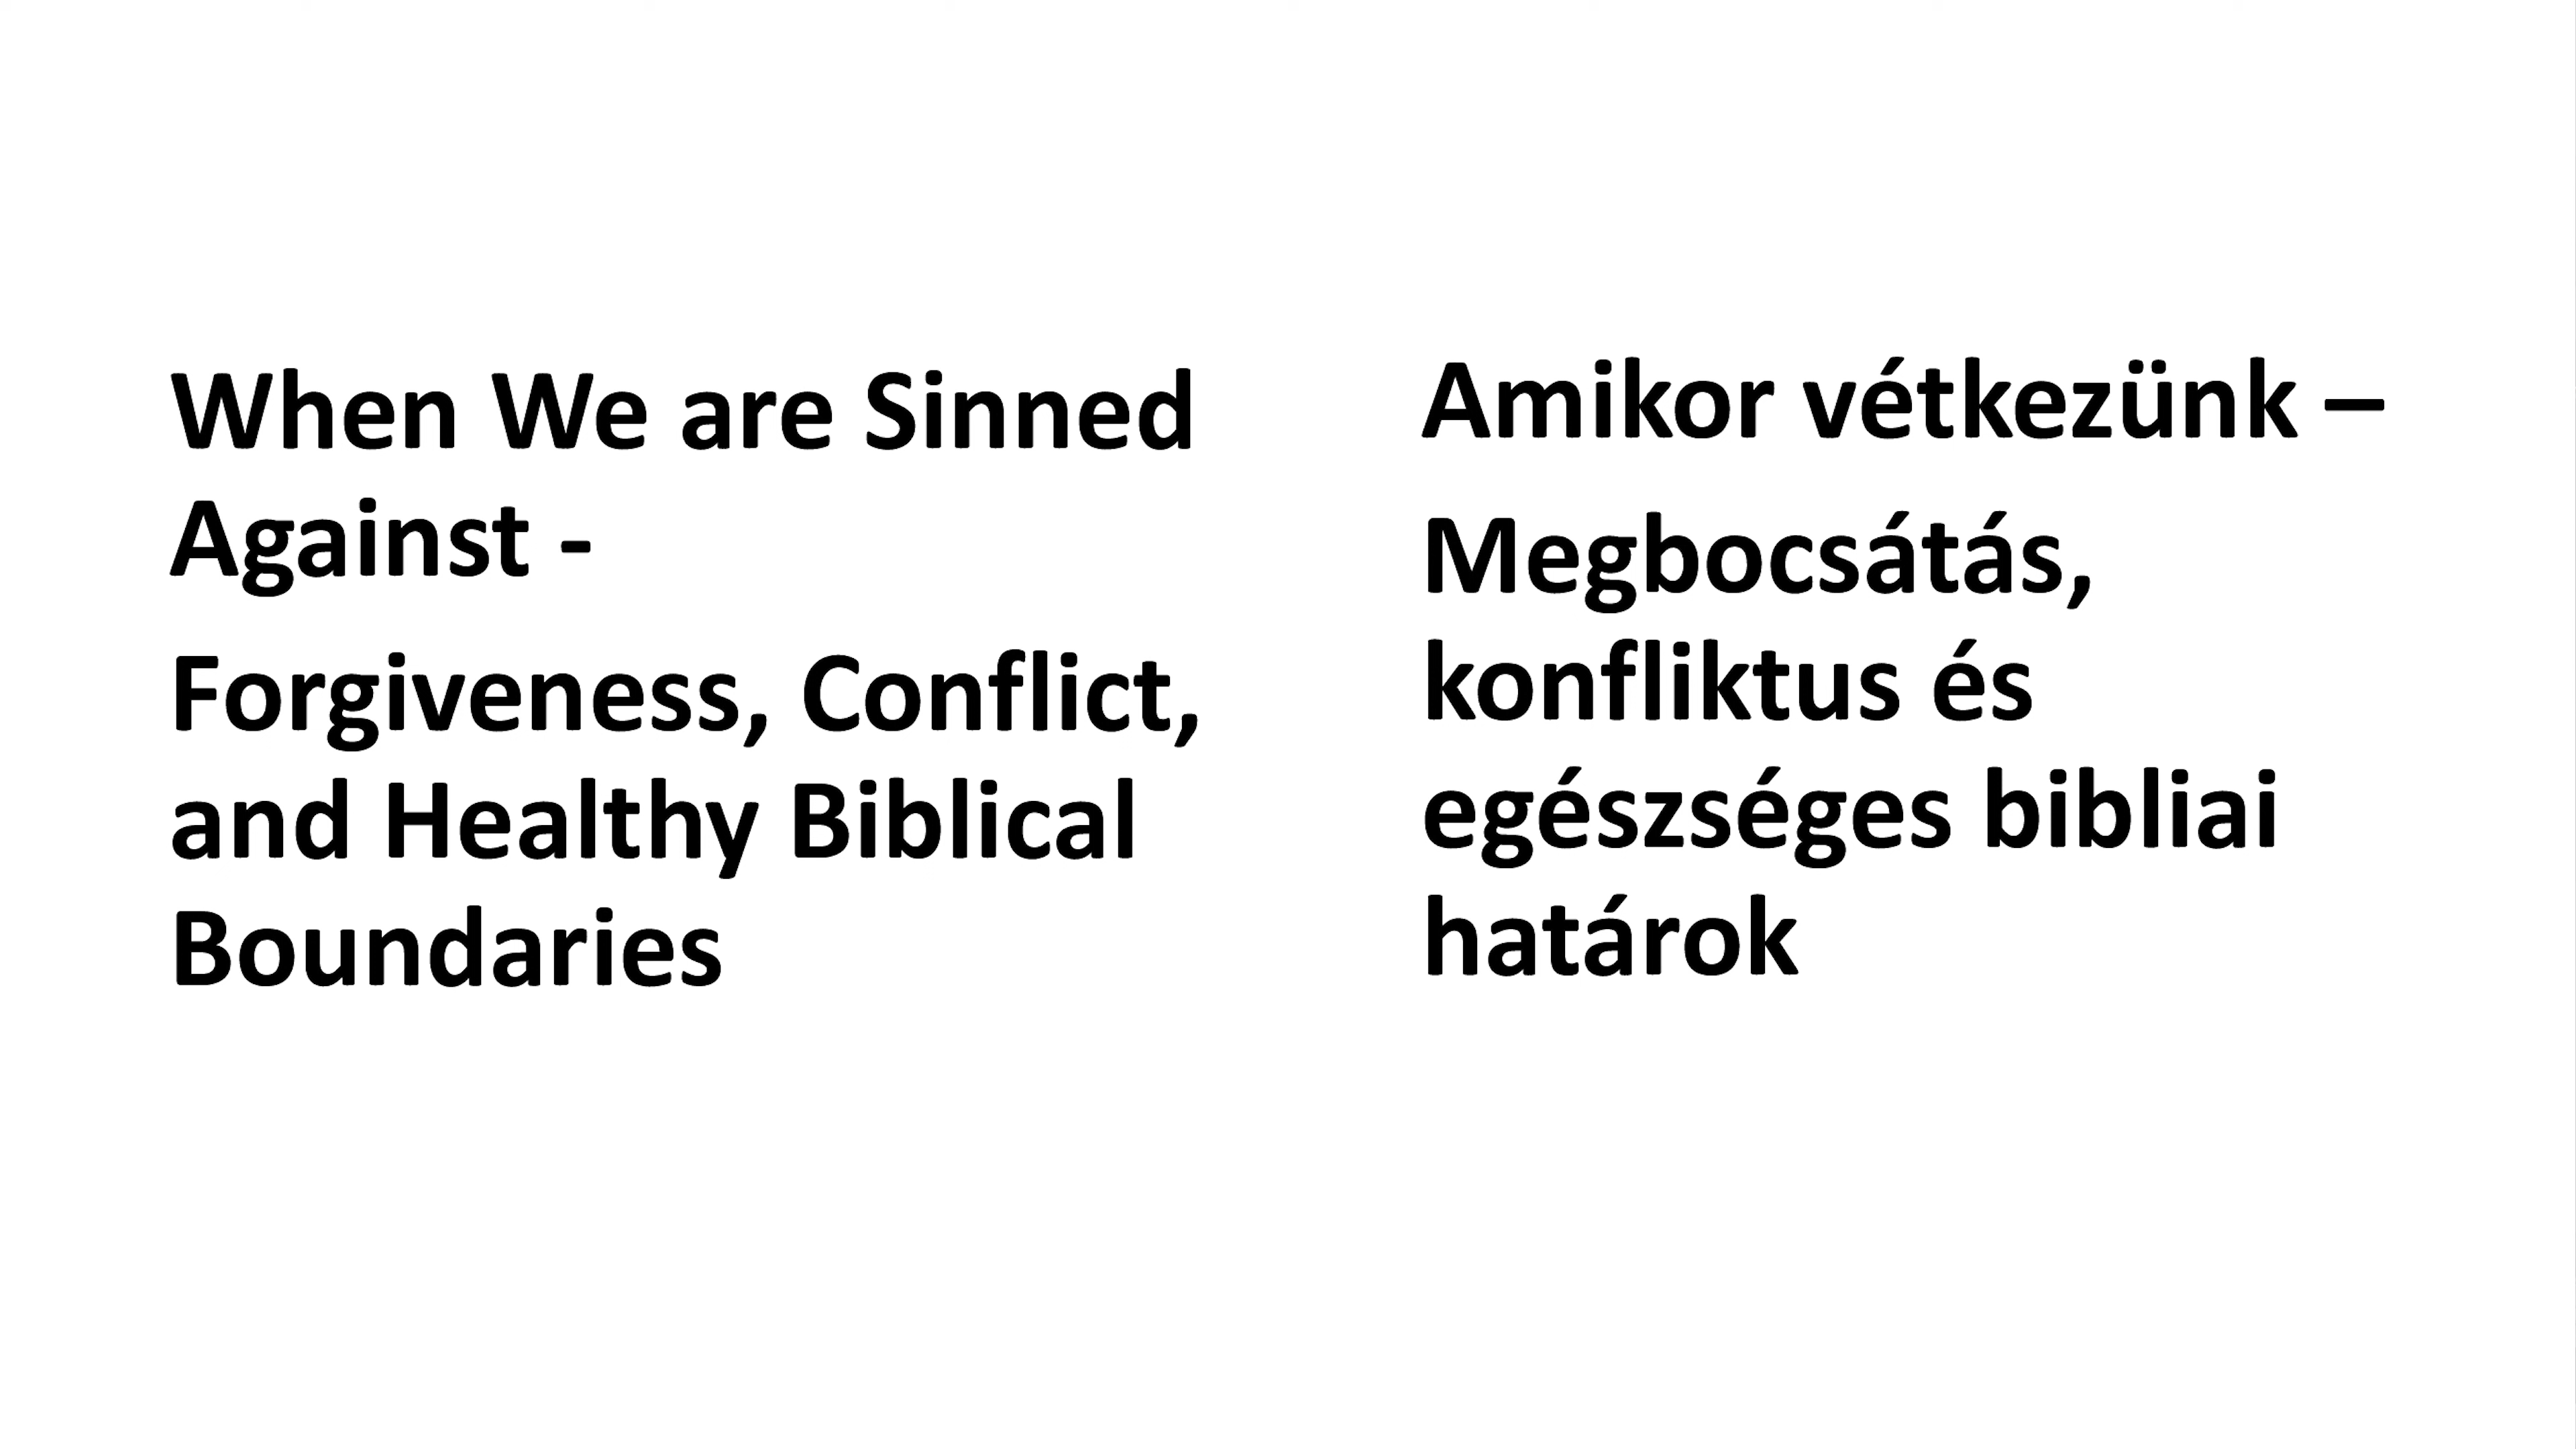 When We are Sinned
Against -
Forgiveness, Conflict,
and Healthy Biblical
Boundaries
Amikor vétkezünk –
Megbocsátás,
konfliktus és
egészséges bibliai
határok